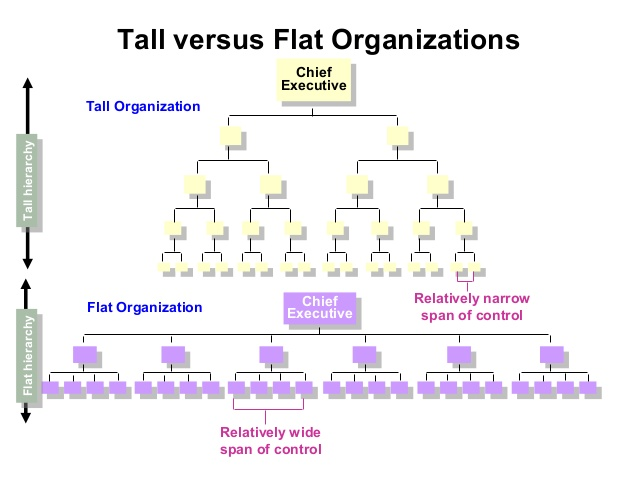 Tall versus Flat Organizations
Chief
Executive
Tall Organization
Tall hierarchy
Relatively narrow
span of control
Flat Organization
Chief
Executive
Flat hierarchy
Relatively wide
span of control